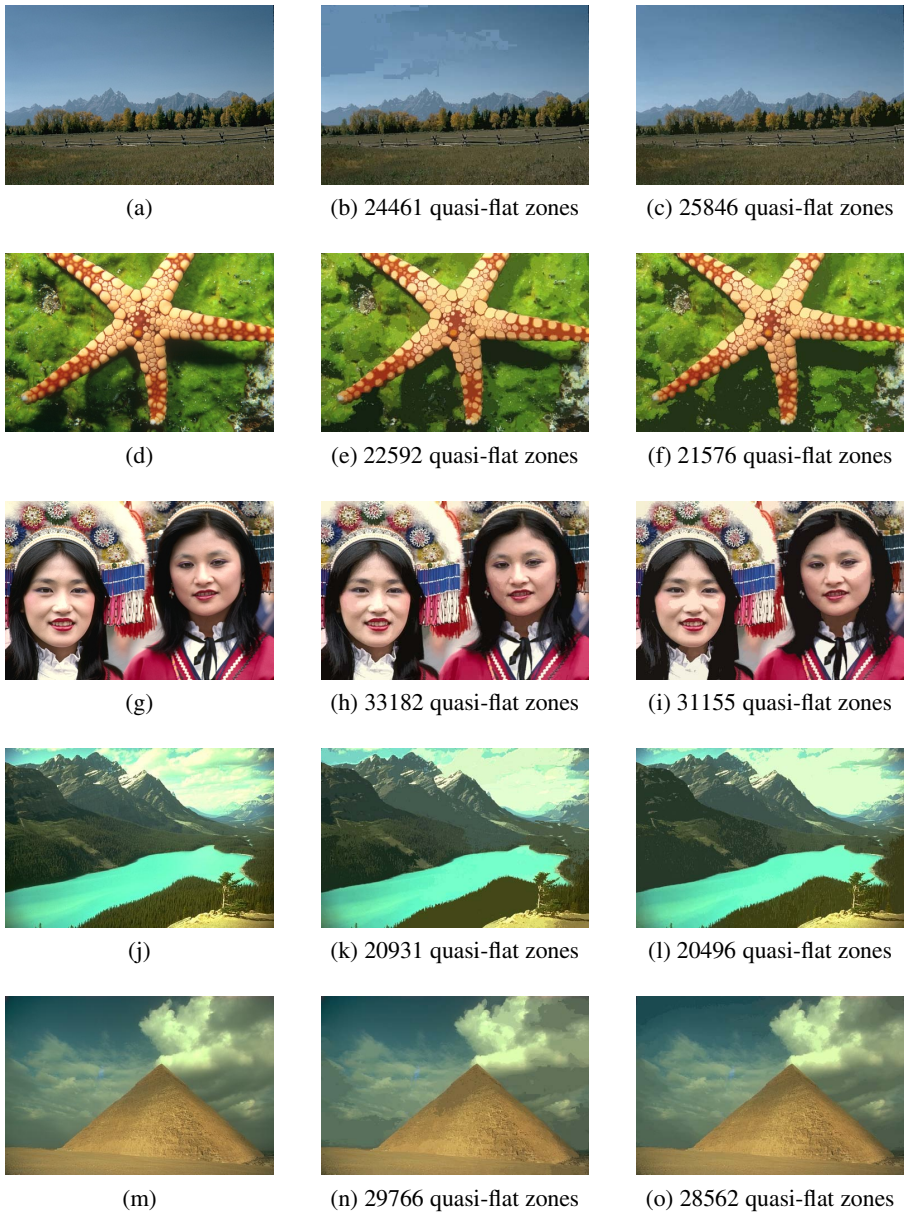 (a)
(b) 24461 quasi-flat zones
(c) 25846 quasi-flat zones
(d)
(e) 22592 quasi-flat zones
(f) 21576 quasi-flat zones
(g)
(h) 33182 quasi-flat zones
(i) 31155 quasi-flat zones
(j)
(k) 20931 quasi-flat zones
(l) 20496 quasi-flat zones
(m)
(n) 29766 quasi-flat zones
(o) 28562 quasi-flat zones